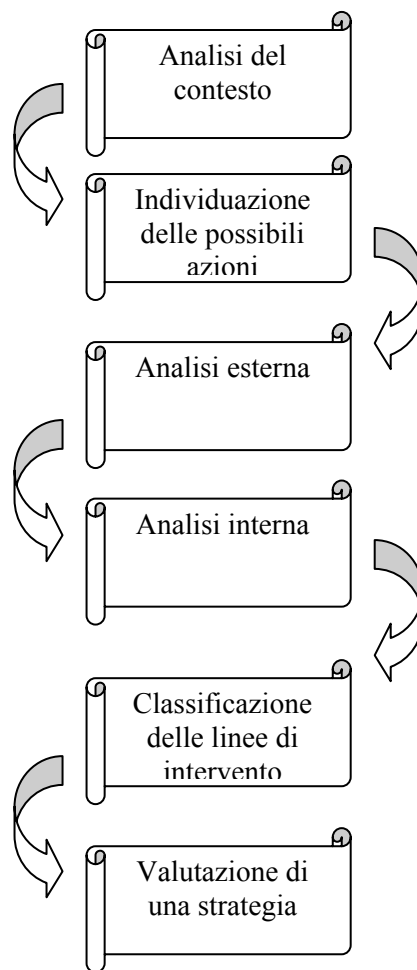 Analisi del
contesto
Individuazione
delle possibili
azioni
Analisi esterna
Analisi interna
Classificazione
delle linee di
intervento
Valutazione di
una strategia